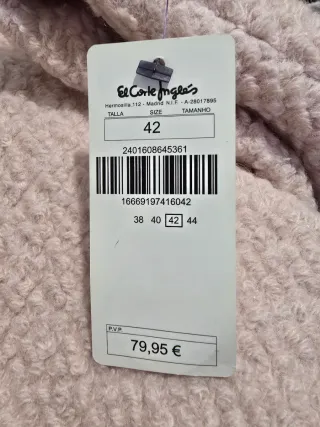 El Corte Inglés
Hermosilla, 112 - Madrid N.I.F. - A-28017895
TALLA SIZE TAMANHO
42
2401608645361
16669197416042
38 40 42 44
P.V.P.
79,95 €